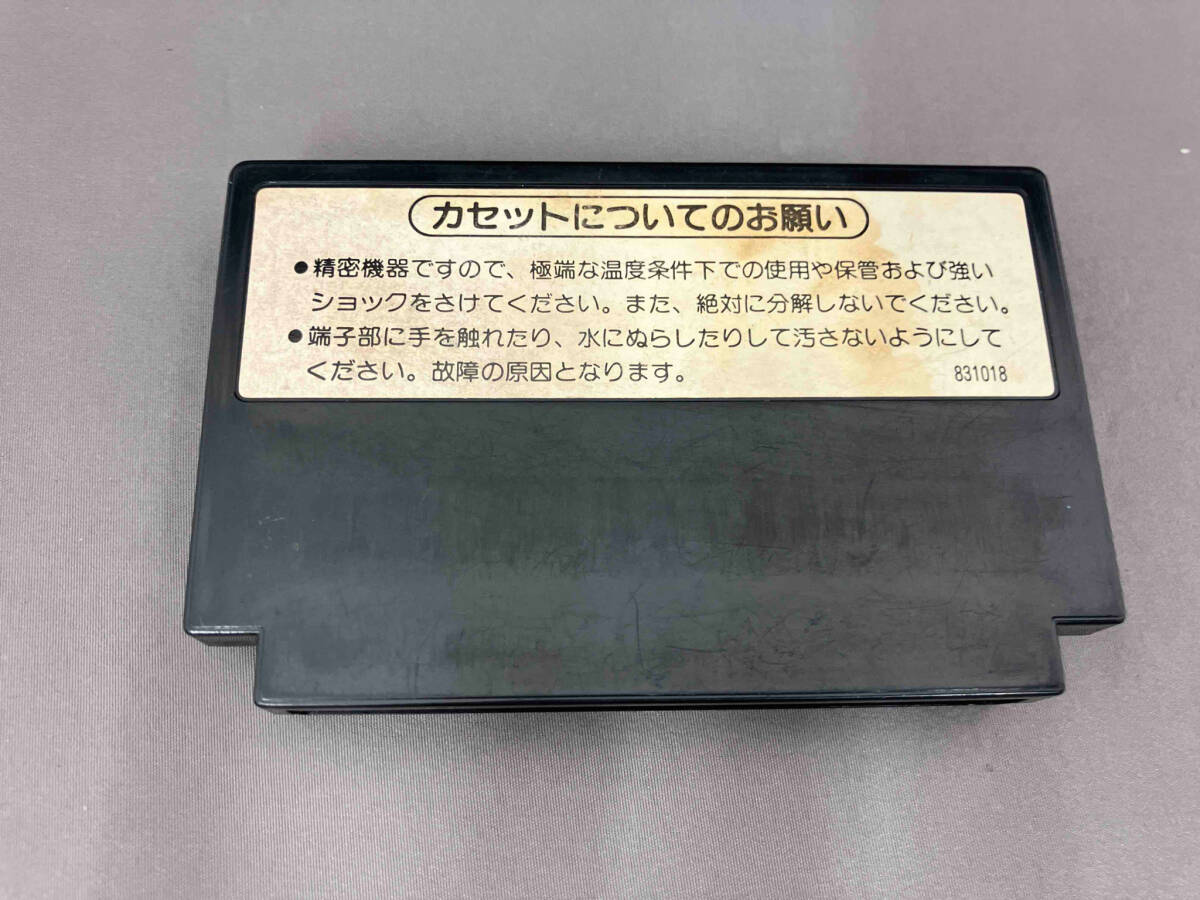 カセットについてのお願い
●精密機器ですので、極端な温度条件下での使用や保管および強い
ショックをさけてください。また、絶対に分解しないでください。
●端子部に手を触れたり、水にぬらしたりして汚さないようにして
ください。故障の原因となります。 831018